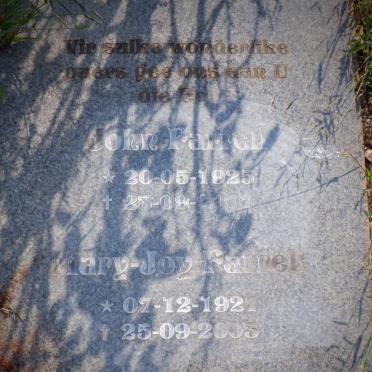 Vir sulke wonderlike
ouers gee ons aan U
die Eer
John Farrell
* 20-05-1925
† 25-09-
Mary-Joy Farrell
* 07-12-1921
† 25-09-2005